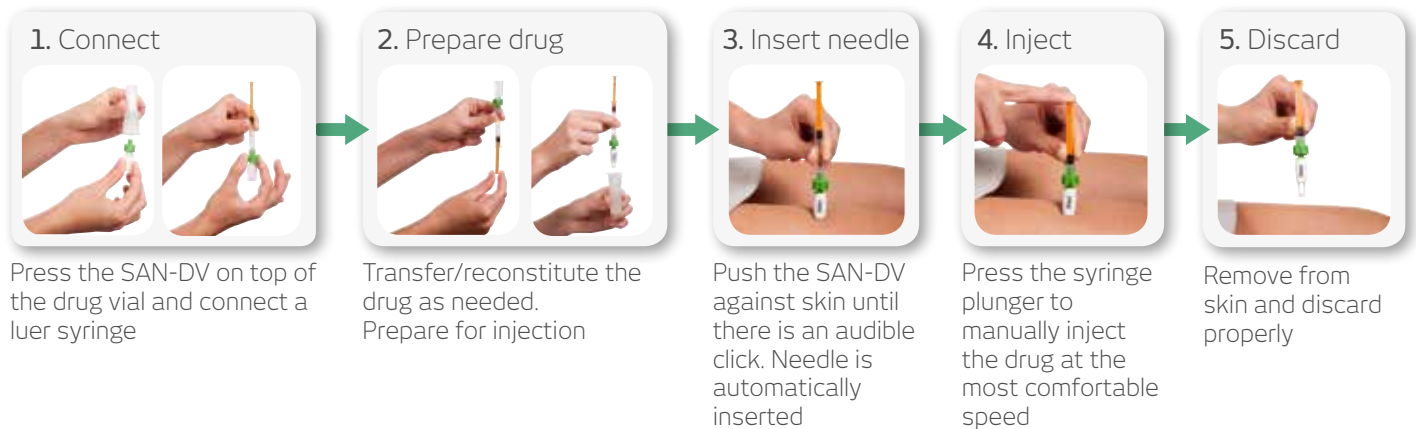 1. Connect
Press the SAN-DV on top of
the drug vial and connect a
luer syringe
2. Prepare drug
Transfer/reconstitute the
drug as needed.
Prepare for injection
3. Insert needle
Push the SAN-DV
against skin until
there is an audible
click. Needle is
automatically
inserted
4. Inject
Press the syringe
plunger to
manually inject
the drug at the
most comfortable
speed
5. Discard
Remove from
skin and discard
properly